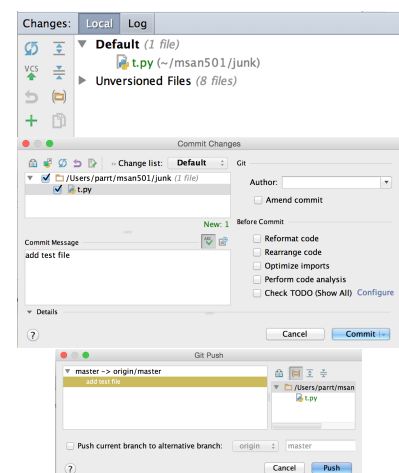 Changes: Local Log
Default (1 file)
t.py (~/msan501/junk)
Unversioned Files (8 files)
VCS
Commit Changes
Change list: Default
Git
/Users/parrt/msan501/junk (1 file)
t.py
Author:
Amend commit
New: 1
Before Commit
Commit Message
Reformat code
add test file
Rearrange code
Optimize imports
Perform code analysis
Check TODO (Show All) Configure
Details
? Cancel Commit
Git Push
master -> origin/master
add test file
/Users/parrt/msan
t.py
Push current branch to alternative branch: origin master
? Cancel Push